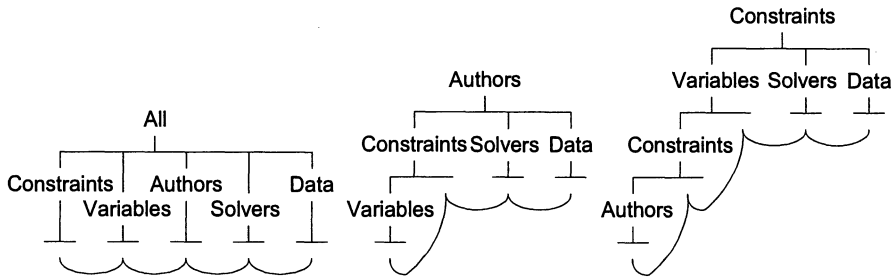 All
Constraints
Variables
Authors
Solvers
Data
Authors
Constraints Solvers Data
Variables
Constraints
Variables Solvers Data
Constraints
Authors